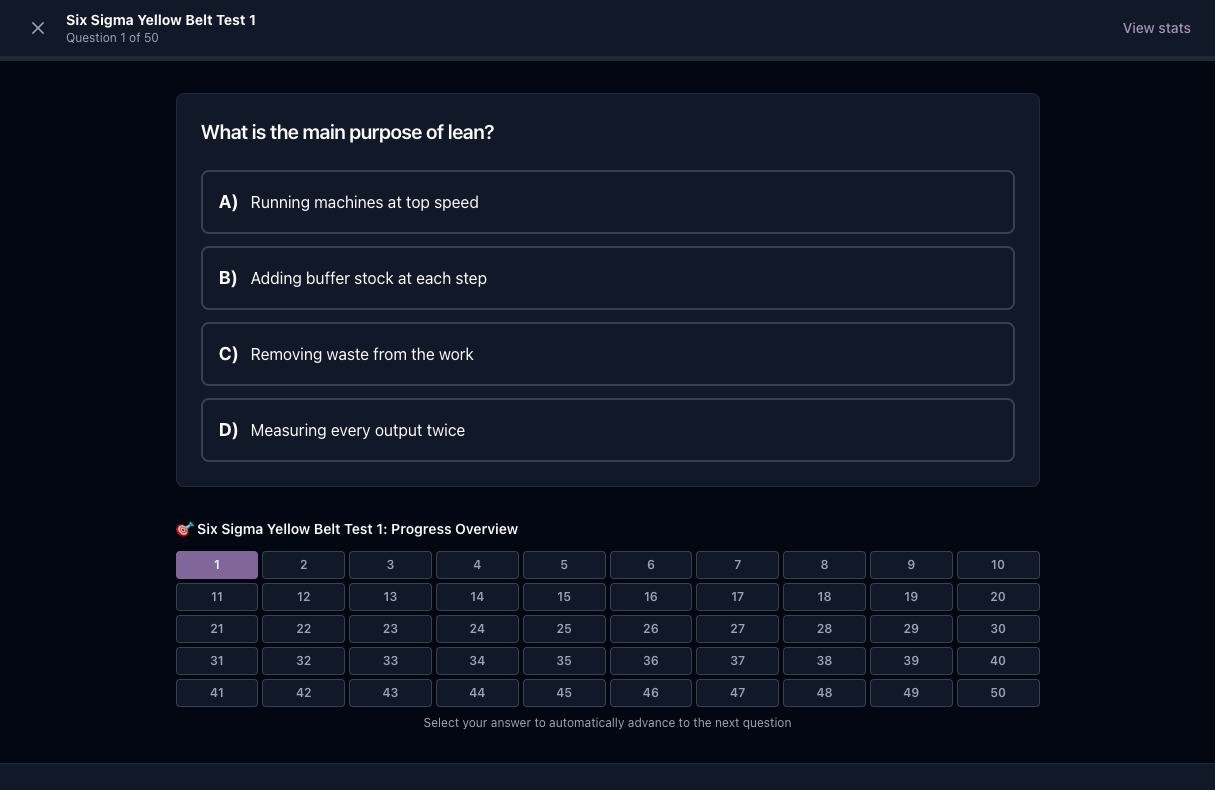 Six Sigma Yellow Belt Test 1
Question 1 of 50
View stats
What is the main purpose of lean?
A) Running machines at top speed
B) Adding buffer stock at each step
C) Removing waste from the work
D) Measuring every output twice
🎯 Six Sigma Yellow Belt Test 1: Progress Overview
1 2 3 4 5 6 7 8 9 10
11 12 13 14 15 16 17 18 19 20
21 22 23 24 25 26 27 28 29 30
31 32 33 34 35 36 37 38 39 40
41 42 43 44 45 46 47 48 49 50
Select your answer to automatically advance to the next question